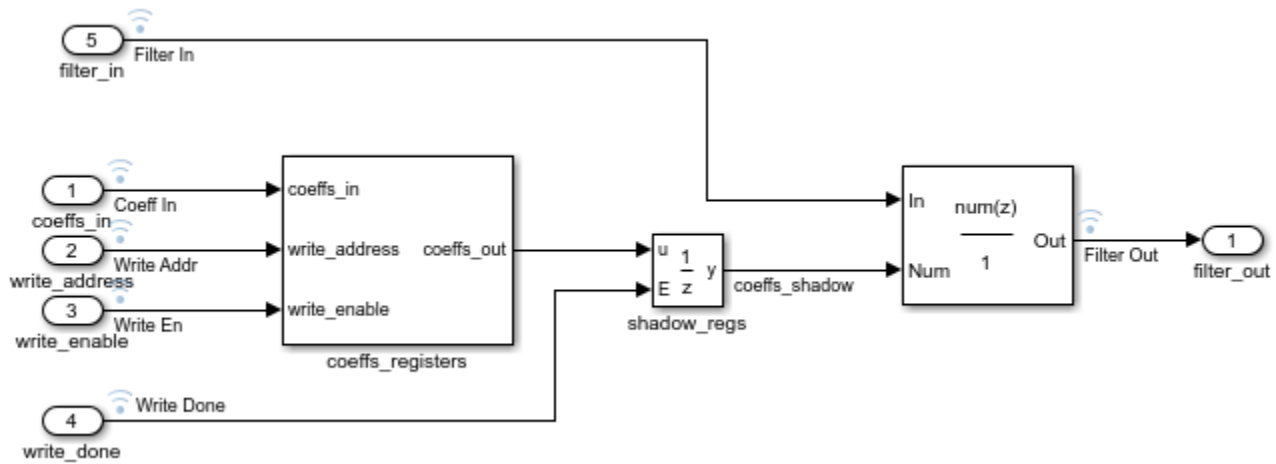 5
Filter In
filter_in
1
Coeff In
coeffs_in
2
Write Addr
write_address
3
Write En
write_enable
coeffs_in
write_address
coeffs_out
write_enable
coeffs_registers
4
Write Done
write_done
u
1
z
y
E
shadow_regs
coeffs_shadow
In
num(z)
1
Out
Num
Filter Out
1
filter_out